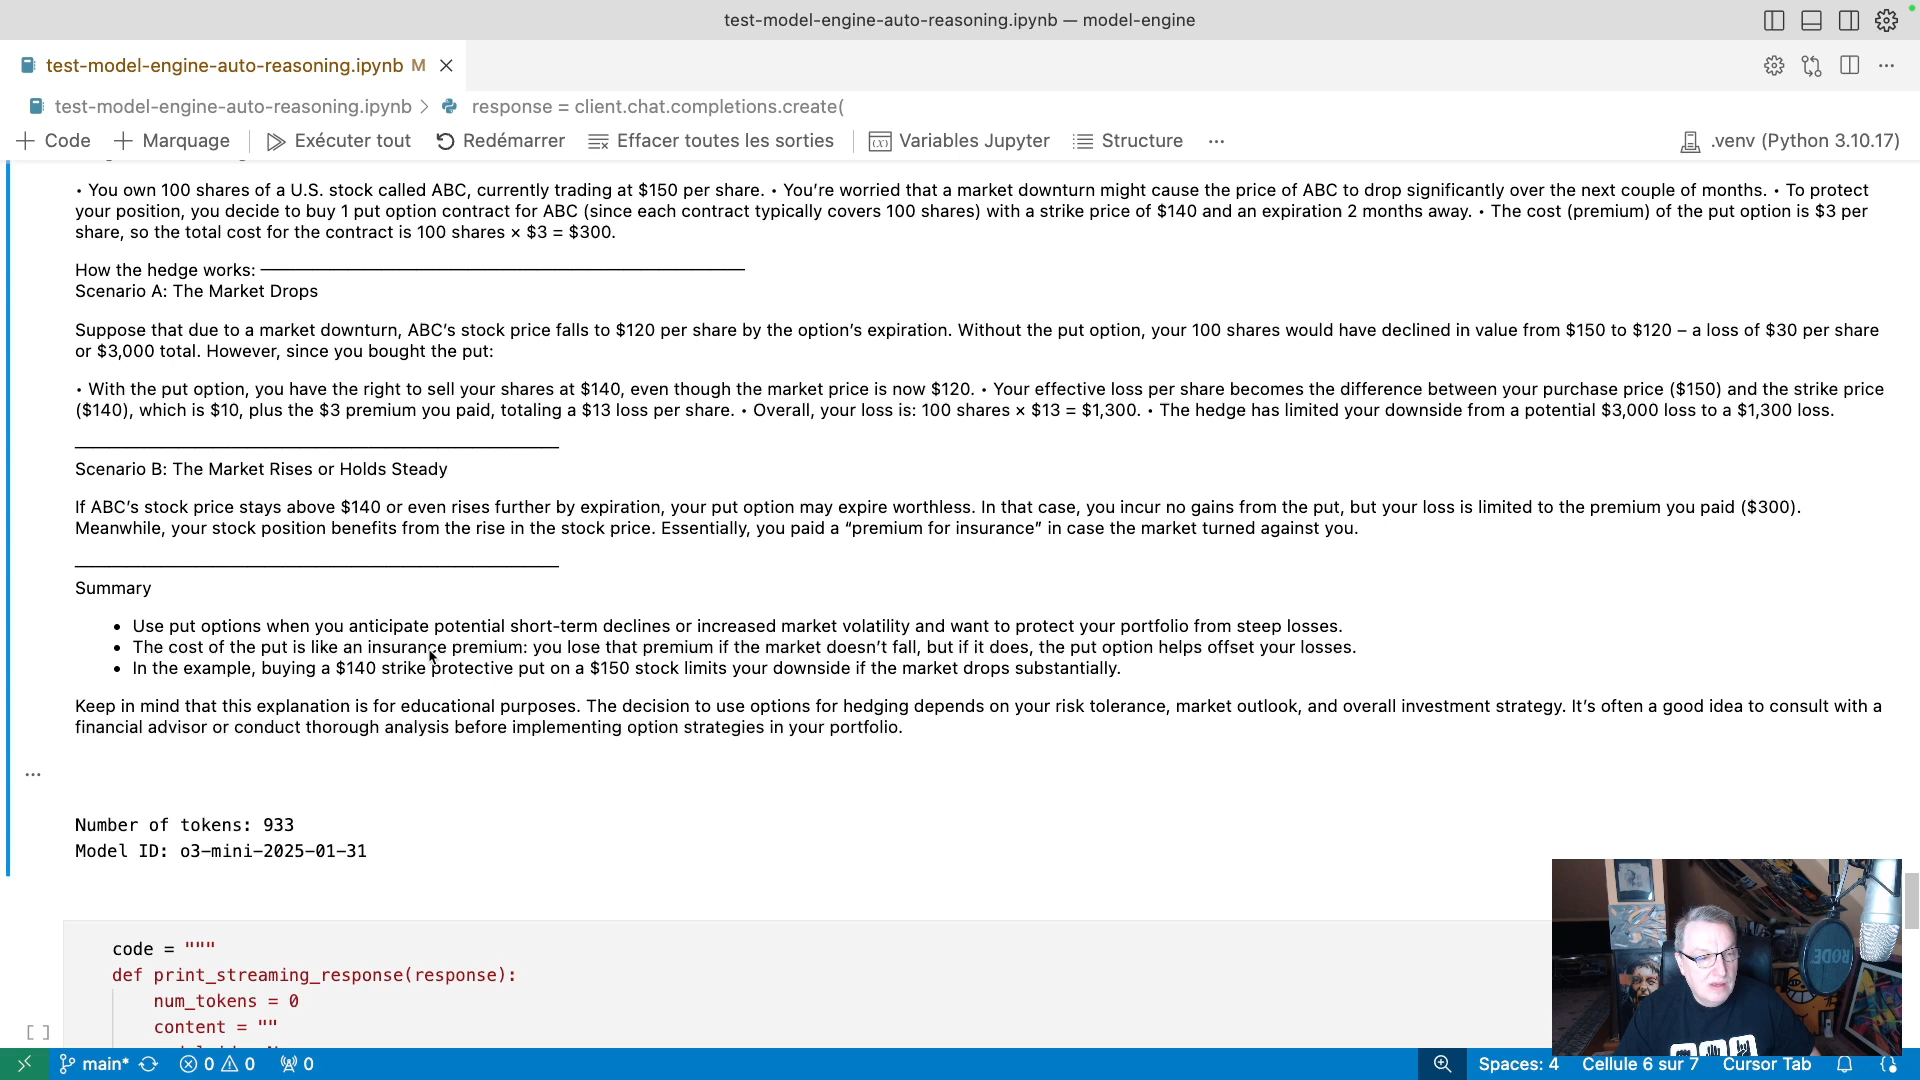 test-model-engine-auto-reasoning.ipynb — model-engine
test-model-engine-auto-reasoning.ipynb M
test-model-engine-auto-reasoning.ipynb > response = client.chat.completions.create(
+ Code + Marquage Exécuter tout Redémarrer Effacer toutes les sorties Variables Jupyter Structure ··· .venv (Python 3.10.17)
• You own 100 shares of a U.S. stock called ABC, currently trading at $150 per share. • You’re worried that a market downturn might cause the price of ABC to drop significantly over the next couple of months. • To protect
your position, you decide to buy 1 put option contract for ABC (since each contract typically covers 100 shares) with a strike price of $140 and an expiration 2 months away. • The cost (premium) of the put option is $3 per
share, so the total cost for the contract is 100 shares × $3 = $300.
How the hedge works:
Scenario A: The Market Drops
Suppose that due to a market downturn, ABC’s stock price falls to $120 per share by the option’s expiration. Without the put option, your 100 shares would have declined in value from $150 to $120 – a loss of $30 per share
or $3,000 total. However, since you bought the put:
• With the put option, you have the right to sell your shares at $140, even though the market price is now $120. • Your effective loss per share becomes the difference between your purchase price ($150) and the strike price
($140), which is $10, plus the $3 premium you paid, totaling a $13 loss per share. • Overall, your loss is: 100 shares × $13 = $1,300. • The hedge has limited your downside from a potential $3,000 loss to a $1,300 loss.
Scenario B: The Market Rises or Holds Steady
If ABC’s stock price stays above $140 or even rises further by expiration, your put option may expire worthless. In that case, you incur no gains from the put, but your loss is limited to the premium you paid ($300).
Meanwhile, your stock position benefits from the rise in the stock price. Essentially, you paid a “premium for insurance” in case the market turned against you.
Summary
• Use put options when you anticipate potential short-term declines or increased market volatility and want to protect your portfolio from steep losses.
• The cost of the put is like an insurance premium: you lose that premium if the market doesn’t fall, but if it does, the put option helps offset your losses.
• In the example, buying a $140 strike protective put on a $150 stock limits your downside if the market drops substantially.
Keep in mind that this explanation is for educational purposes. The decision to use options for hedging depends on your risk tolerance, market outlook, and overall investment strategy. It’s often a good idea to consult with a
financial advisor or conduct thorough analysis before implementing option strategies in your portfolio.
...
Number of tokens: 933
Model ID: o3-mini-2025-01-31
code = """
def print_streaming_response(response):
num_tokens = 0
content = ""
[ ]
RODE
main* 0 0 0 Spaces: 4 Cellule 6 sur 7 Cursor Tab